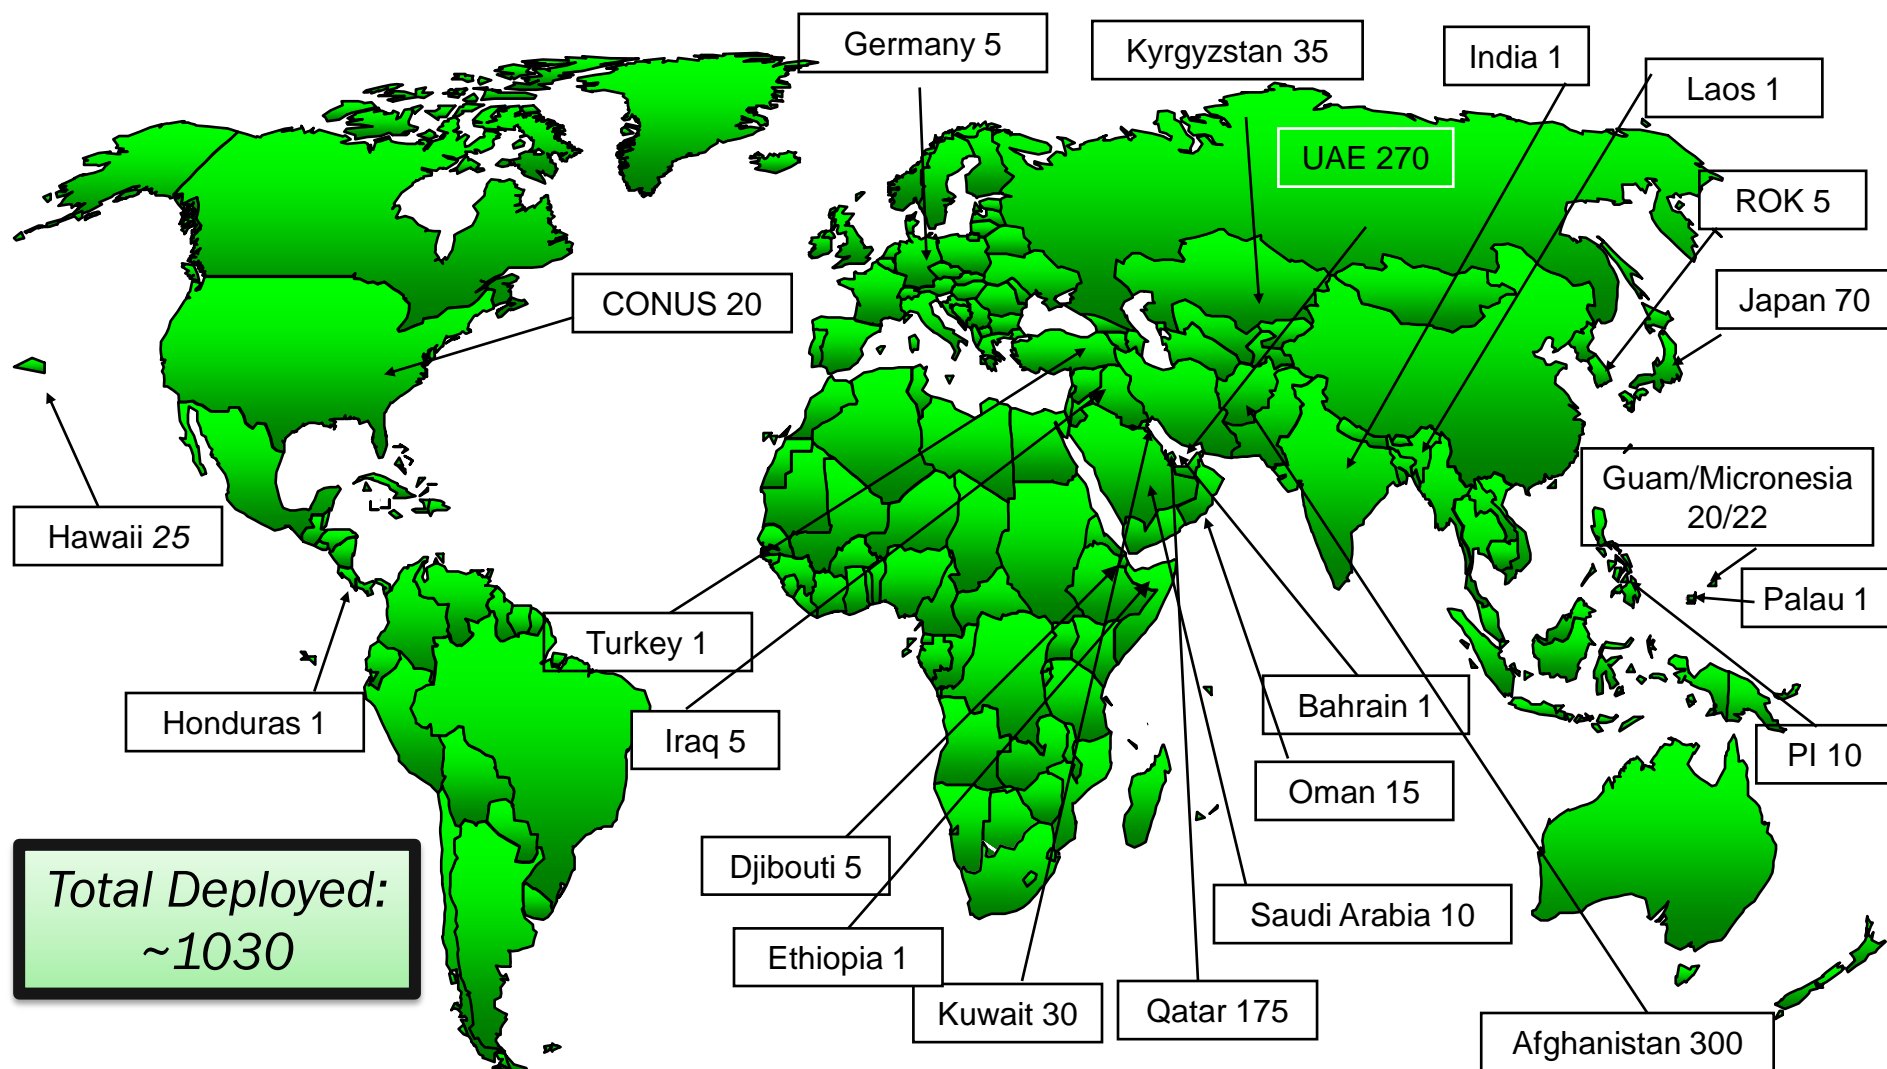 Germany 5
Kyrgyzstan 35
India 1
Laos 1
UAE 270
ROK 5
CONUS 20
Japan 70
Guam/Micronesia
20/22
Hawaii 25
Palau 1
Turkey 1
Honduras 1
Iraq 5
Bahrain 1
PI 10
Oman 15
Djibouti 5
Total Deployed:
~1030
Saudi Arabia 10
Ethiopia 1
Kuwait 30
Qatar 175
Afghanistan 300